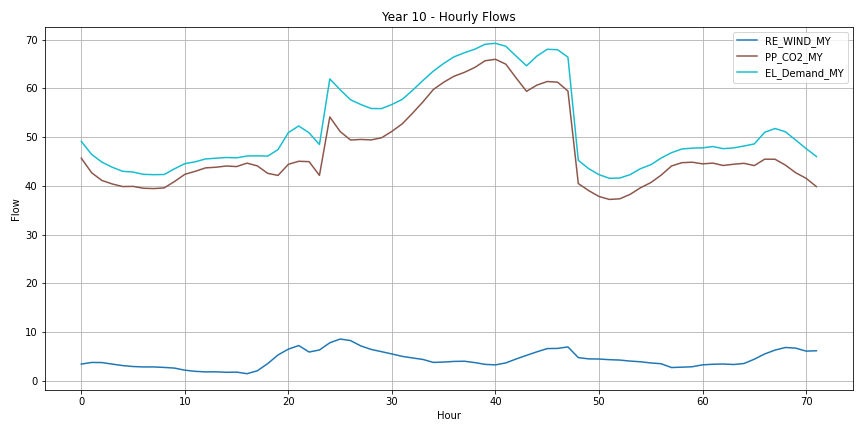 Year 10 - Hourly Flows
RE_WIND_MY
PP_CO2_MY
EL_Demand_MY
70
60
50
40
30
20
10
0
Flow
0 10 20 30 40 50 60 70
Hour